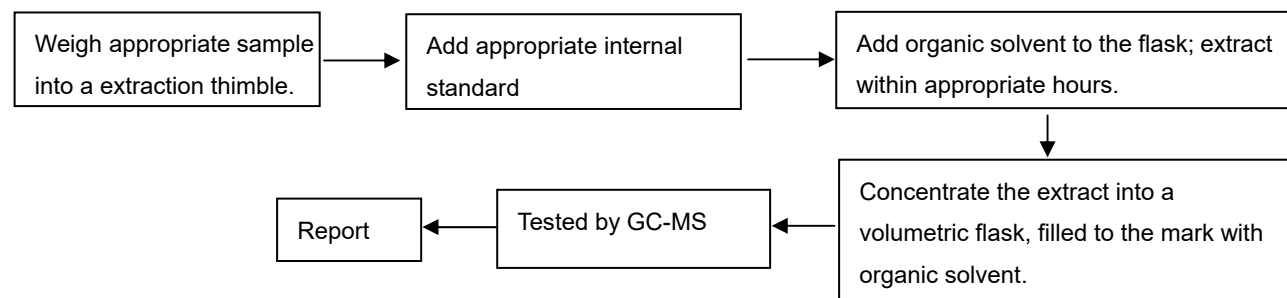 Weigh appropriate sample
into a extraction thimble.
Add appropriate internal
standard
Add organic solvent to the flask; extract
within appropriate hours.
Concentrate the extract into a
volumetric flask, filled to the mark with
organic solvent.
Tested by GC-MS
Report